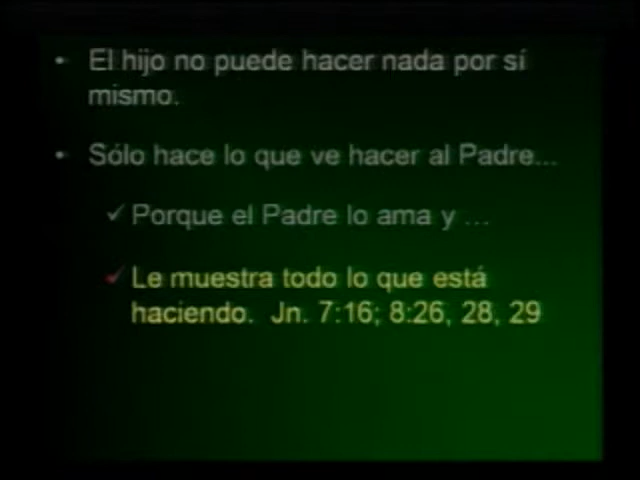 • El hijo no puede hacer nada por sí
mismo.
• Sólo hace lo que ve hacer al Padre...
✓ Porque el Padre lo ama y ...
✓ Le muestra todo lo que está
haciendo. Jn. 7:16; 8:26, 28, 29